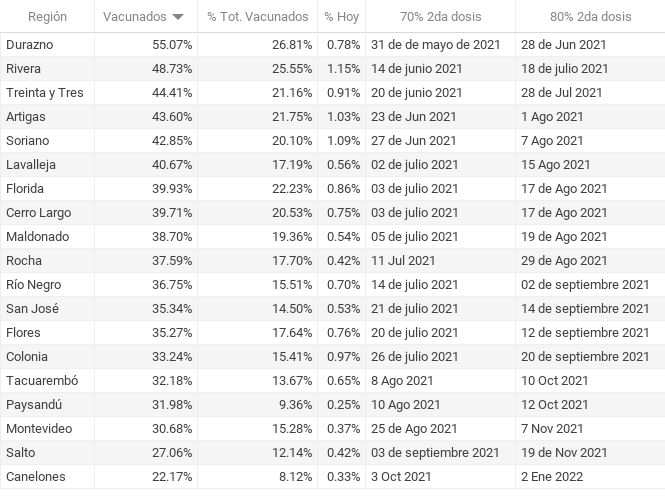 Región Vacunados % Tot. Vacunados % Hoy 70% 2da dosis 80% 2da dosis
Durazno 55.07% 26.81% 0.78% 31 de de mayo de 2021 28 de Jun 2021
Rivera 48.73% 25.55% 1.15% 14 de junio 2021 18 de julio 2021
Treinta y Tres 44.41% 21.16% 0.91% 20 de junio 2021 28 de Jul 2021
Artigas 43.60% 21.75% 1.03% 23 de Jun 2021 1 Ago 2021
Soriano 42.85% 20.10% 1.09% 27 de Jun 2021 7 Ago 2021
Lavalleja 40.67% 17.19% 0.56% 02 de julio 2021 15 Ago 2021
Florida 39.93% 22.23% 0.86% 03 de julio 2021 17 de Ago 2021
Cerro Largo 39.71% 20.53% 0.75% 03 de julio 2021 17 de Ago 2021
Maldonado 38.70% 19.36% 0.54% 05 de julio 2021 19 de Ago 2021
Rocha 37.59% 17.70% 0.42% 11 Jul 2021 29 de Ago 2021
Río Negro 36.75% 15.51% 0.70% 14 de julio 2021 02 de septiembre 2021
San José 35.34% 14.50% 0.53% 21 de julio 2021 14 de septiembre 2021
Flores 35.27% 17.64% 0.76% 20 de julio 2021 12 de septiembre 2021
Colonia 33.24% 15.41% 0.97% 26 de julio 2021 20 de septiembre 2021
Tacuarembó 32.18% 13.67% 0.65% 8 Ago 2021 10 Oct 2021
Paysandú 31.98% 9.36% 0.25% 10 Ago 2021 12 Oct 2021
Montevideo 30.68% 15.28% 0.37% 25 de Ago 2021 7 Nov 2021
Salto 27.06% 12.14% 0.42% 03 de septiembre 2021 19 de Nov 2021
Canelones 22.17% 8.12% 0.33% 3 Oct 2021 2 Ene 2022